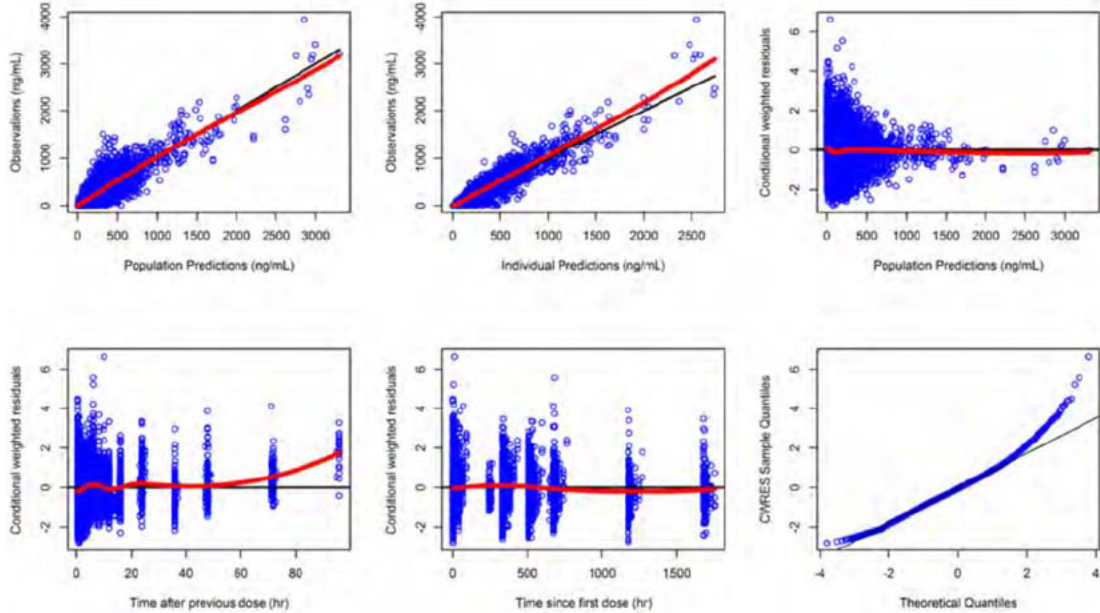 Observations (ng/mL)
4000
3000
2000
1000
0
0 500 1000 1500 2000 2500 3000
Population Predictions (ng/mL)
Observations (ng/mL)
4000
3000
2000
1000
0
0 500 1000 1500 2000 2500
Individual Predictions (ng/mL)
Conditional weighted residuals
6
4
2
0
-2
0 500 1000 1500 2000 2500 3000
Population Predictions (ng/mL)
Conditional weighted residuals
6
4
2
0
-2
0 20 40 60 80
Time after previous dose (hr)
Conditional weighted residuals
6
4
2
0
-2
0 500 1000 1500
Time since first dose (hr)
CWRES Sample Quantiles
6
4
2
0
-2
-4 -2 0 2 4
Theoretical Quantiles